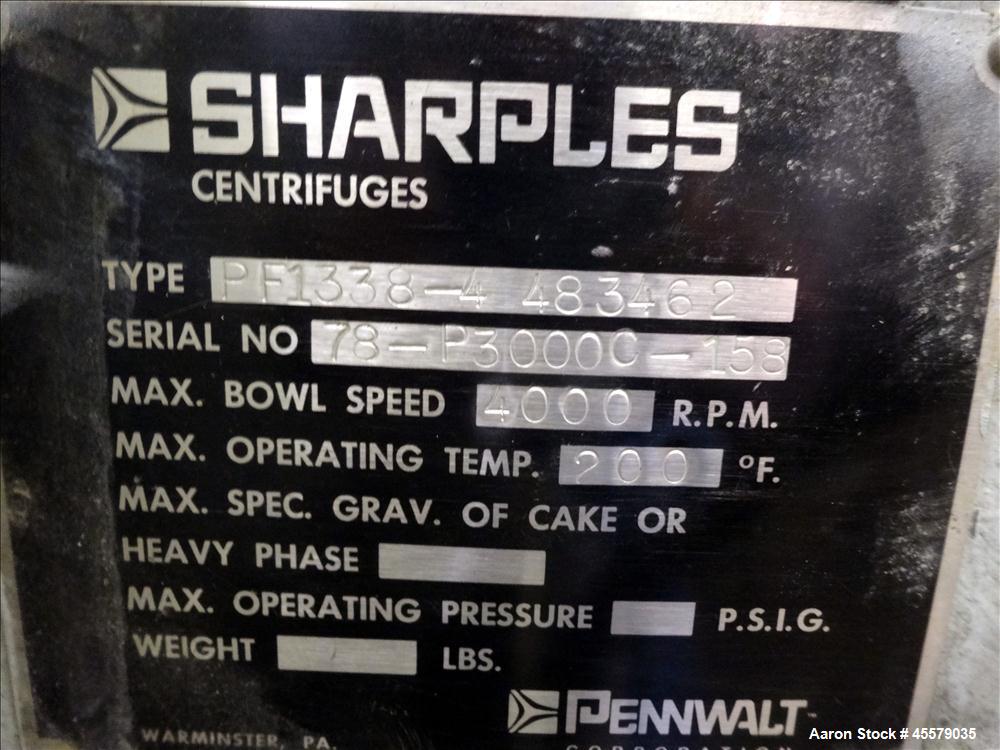 SHARPLES
CENTRIFUGES
TYPE PF1338-4 483462
SERIAL NO 78-P3000C-158
MAX. BOWL SPEED 4000 R.P.M.
MAX. OPERATING TEMP. 200 °F.
MAX. SPEC. GRAV. OF CAKE OR
HEAVY PHASE
MAX. OPERATING PRESSURE P.S.I.G.
WEIGHT LBS.
PENNWALT
CORPORATION
WARMINSTER, PA.
Aaron Stock # 45579035